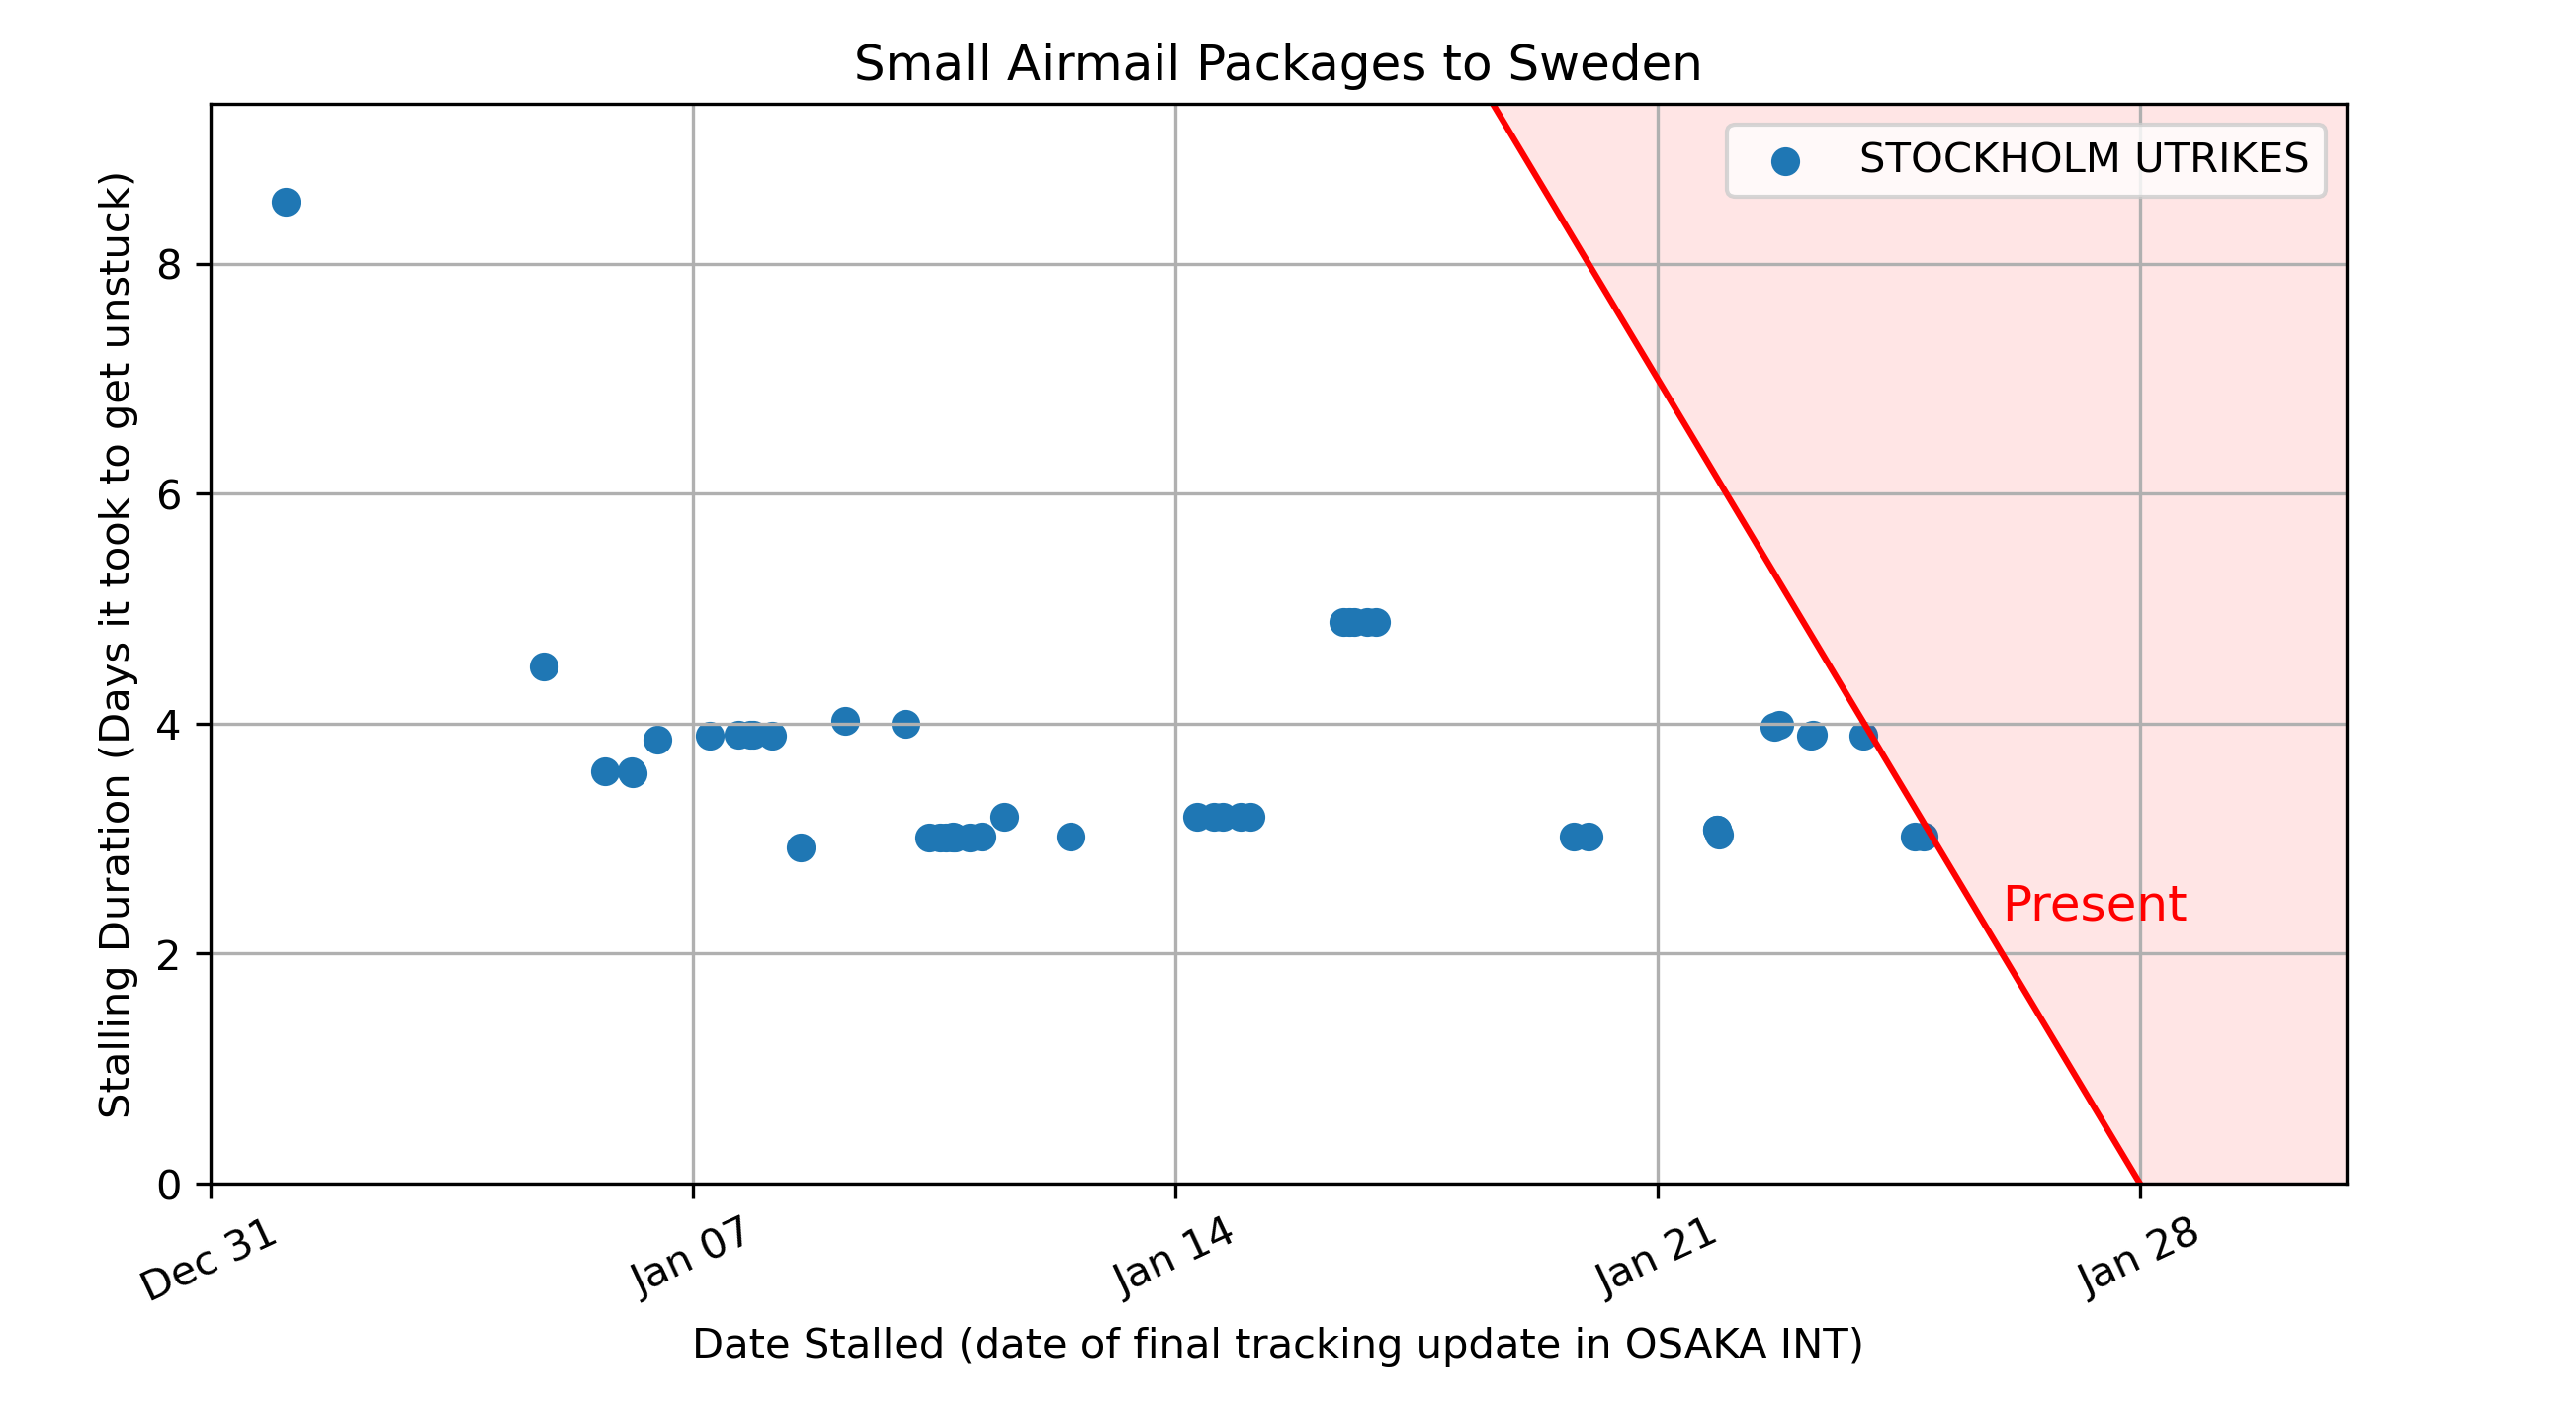 Small Airmail Packages to Sweden
STOCKHOLM UTRIKES
Stalling Duration (Days it took to get unstuck)
8
6
4
2
0
Present
Dec 31
Jan 07
Jan 14
Jan 21
Jan 28
Date Stalled (date of final tracking update in OSAKA INT)